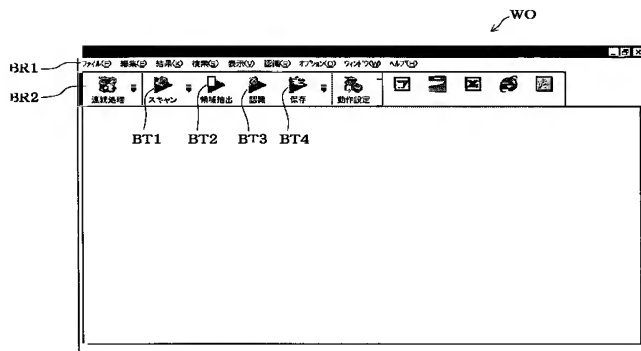 WO
BR1
ファイル(F) 編集(E) 結果(K) 検索(S) 表示(V) 認識(G) オプション(O) ウィンドウ(W) ヘルプ(H)
BR2
連続処理 スキャン 領域抽出 認識 保存 動作設定
BT1 BT2 BT3 BT4